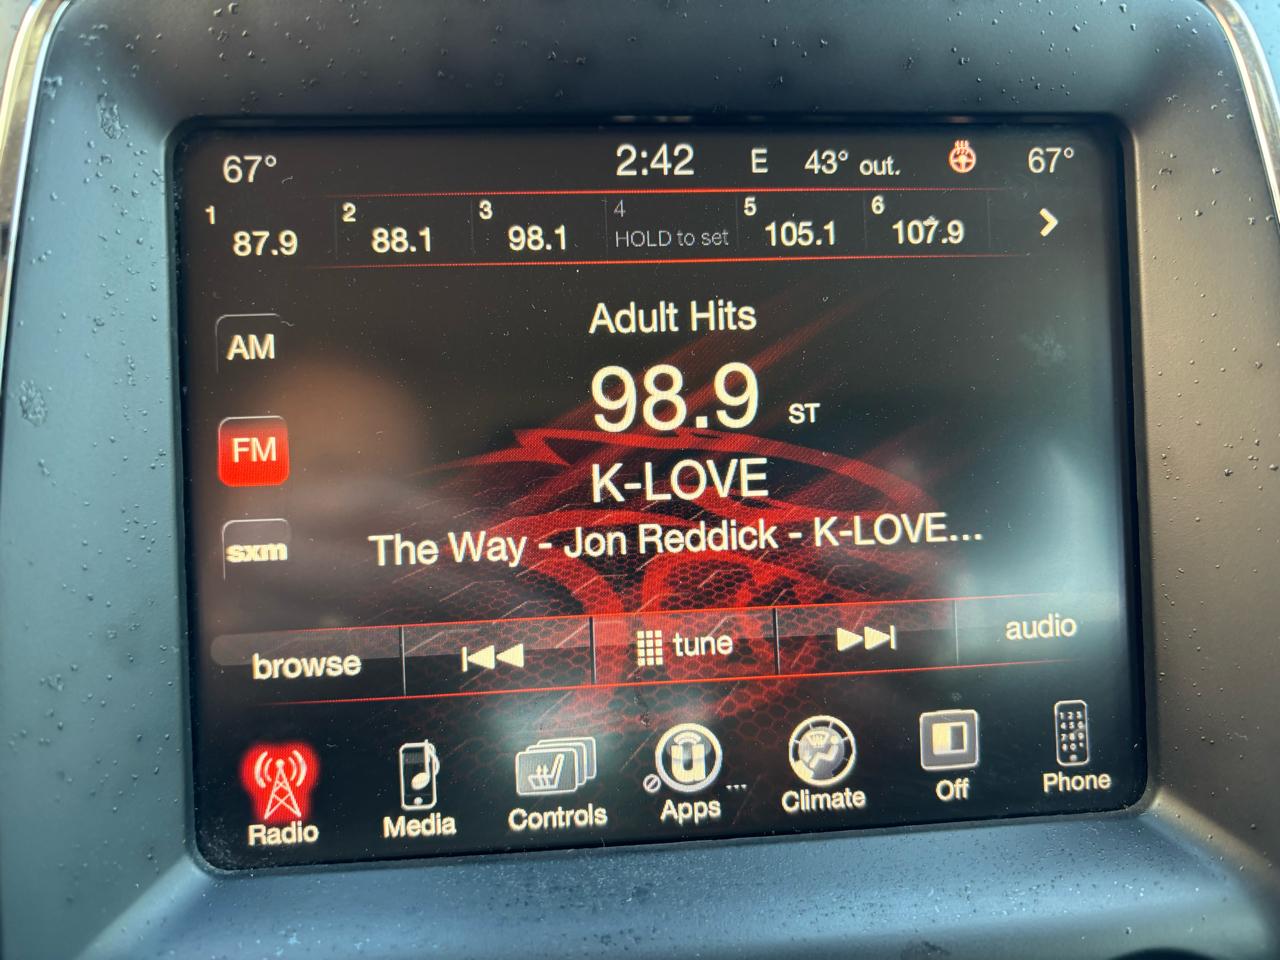 67° 2:42 E 43° out. 67°
1 87.9 2 88.1 3 98.1 4 HOLD to set 5 105.1 6 107.9
Adult Hits
AM
98.9 ST
FM
K-LOVE
sxm
The Way - Jon Reddick - K-LOVE...
browse tune audio
Radio Media Controls Apps ... Climate Off Phone